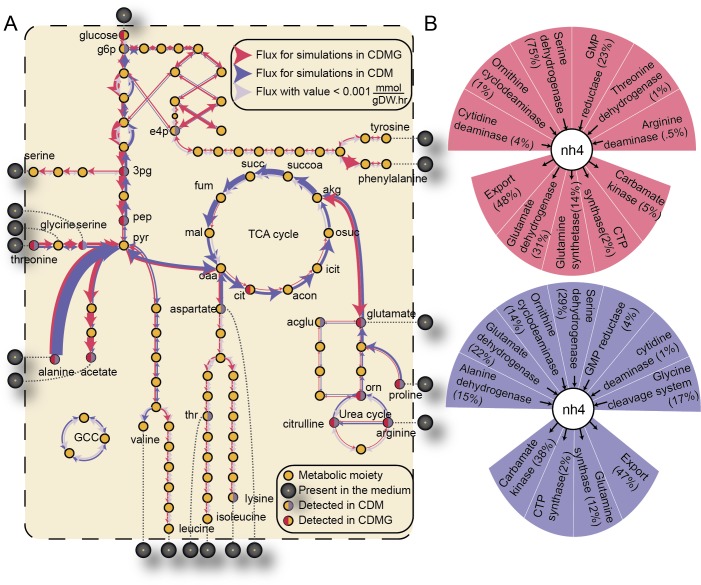 A
glucose
g6p
Flux for simulations in CDMG
Flux for simulations in CDM
Flux with value < 0.001 mmol
gDW.hr
e4p
tyrosine
phenylalanine
serine
3pg
succ
succoa
fum
akg
pep
glycine serine
pyr
mal
TCA cycle
osuc
threonine
oaa
icit
cit
acon
aspartate
acglu
glutamate
alanine acetate
orn
proline
thr
citrulline
Urea cycle
arginine
GCC
valine
lysine
isoleucine
leucine
Metabolic moiety
Present in the medium
Detected in CDM
Detected in CDMG
B
Cytidine
deaminase (4%)
Ornithine
cyclodeaminase
(1%)
Serine
dehydrogenase
(75%)
GMP
reductase (23%)
Threonine
dehydrogenase
(1%)
Arginine
deaminase (.5%)
nh4
Export
(48%)
Glutamate
dehydrogenase
(31%)
Glutamine
synthetase (14%)
CTP
synthase (2%)
Carbamate
kinase (5%)
Alanine dehydrogenase
(15%)
Glutamate
dehydrogenase
(22%)
Ornithine
cyclodeaminase
(14%)
Serine
dehydrogenase
(29%)
GMP reductase
(4%)
cytidine
deaminase (1%)
Glycine
cleavage system
(17%)
nh4
Carbamate
kinase (38%)
CTP
synthase (2%)
Glutamine
synthase (12%)
Export
(47%)